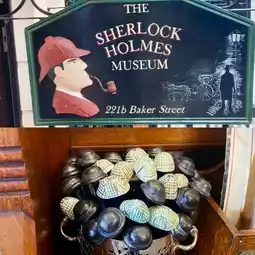 THE
SHERLOCK
HOLMES
MUSEUM
221b Baker Street